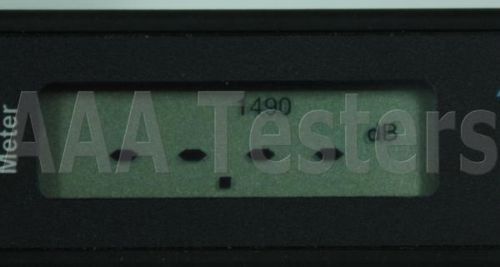 1490
dB
- - . - -
Meter
AAA Testers